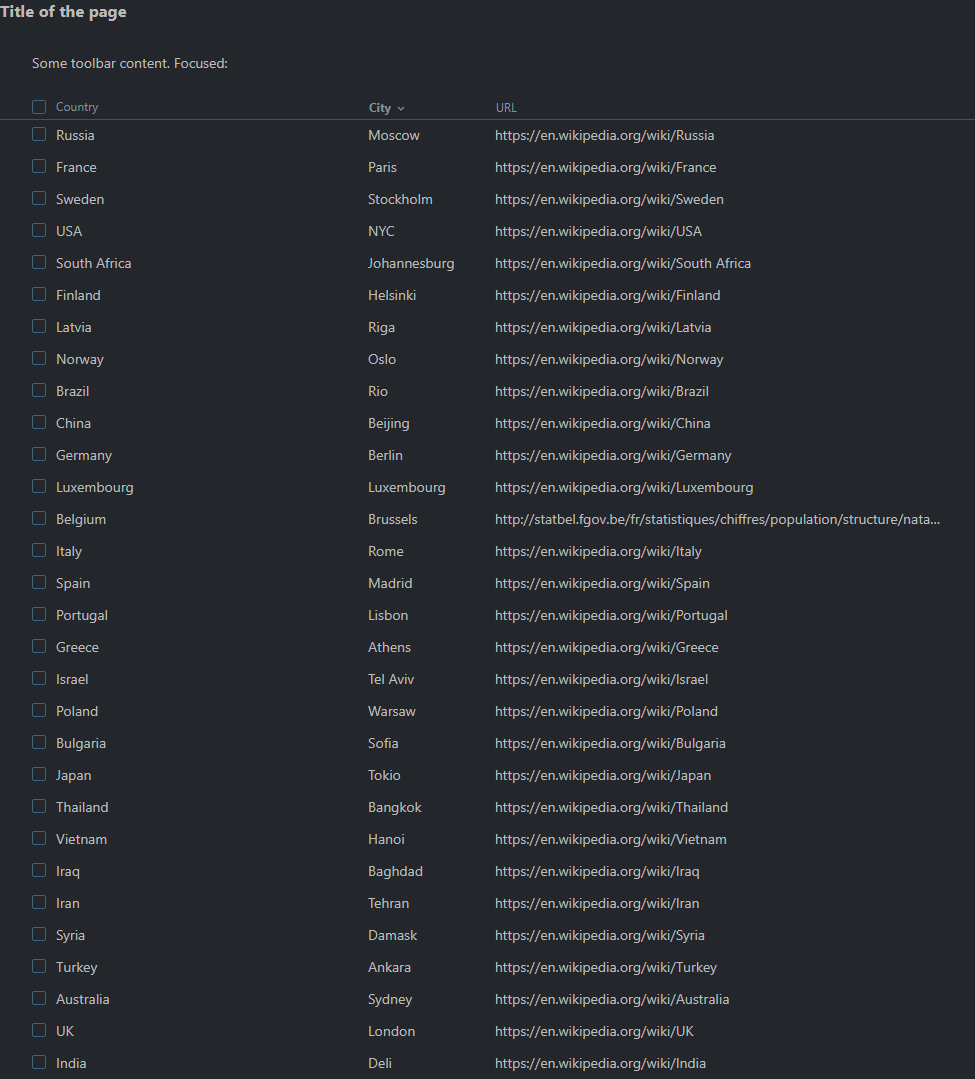 Title of the page
Some toolbar content. Focused:
Country City URL
Russia Moscow https://en.wikipedia.org/wiki/Russia
France Paris https://en.wikipedia.org/wiki/France
Sweden Stockholm https://en.wikipedia.org/wiki/Sweden
USA NYC https://en.wikipedia.org/wiki/USA
South Africa Johannesburg https://en.wikipedia.org/wiki/South Africa
Finland Helsinki https://en.wikipedia.org/wiki/Finland
Latvia Riga https://en.wikipedia.org/wiki/Latvia
Norway Oslo https://en.wikipedia.org/wiki/Norway
Brazil Rio https://en.wikipedia.org/wiki/Brazil
China Beijing https://en.wikipedia.org/wiki/China
Germany Berlin https://en.wikipedia.org/wiki/Germany
Luxembourg Luxembourg https://en.wikipedia.org/wiki/Luxembourg
Belgium Brussels http://statbel.fgov.be/fr/statistiques/chiffres/population/structure/nata...
Italy Rome https://en.wikipedia.org/wiki/Italy
Spain Madrid https://en.wikipedia.org/wiki/Spain
Portugal Lisbon https://en.wikipedia.org/wiki/Portugal
Greece Athens https://en.wikipedia.org/wiki/Greece
Israel Tel Aviv https://en.wikipedia.org/wiki/Israel
Poland Warsaw https://en.wikipedia.org/wiki/Poland
Bulgaria Sofia https://en.wikipedia.org/wiki/Bulgaria
Japan Tokio https://en.wikipedia.org/wiki/Japan
Thailand Bangkok https://en.wikipedia.org/wiki/Thailand
Vietnam Hanoi https://en.wikipedia.org/wiki/Vietnam
Iraq Baghdad https://en.wikipedia.org/wiki/Iraq
Iran Tehran https://en.wikipedia.org/wiki/Iran
Syria Damask https://en.wikipedia.org/wiki/Syria
Turkey Ankara https://en.wikipedia.org/wiki/Turkey
Australia Sydney https://en.wikipedia.org/wiki/Australia
UK London https://en.wikipedia.org/wiki/UK
India Deli https://en.wikipedia.org/wiki/India